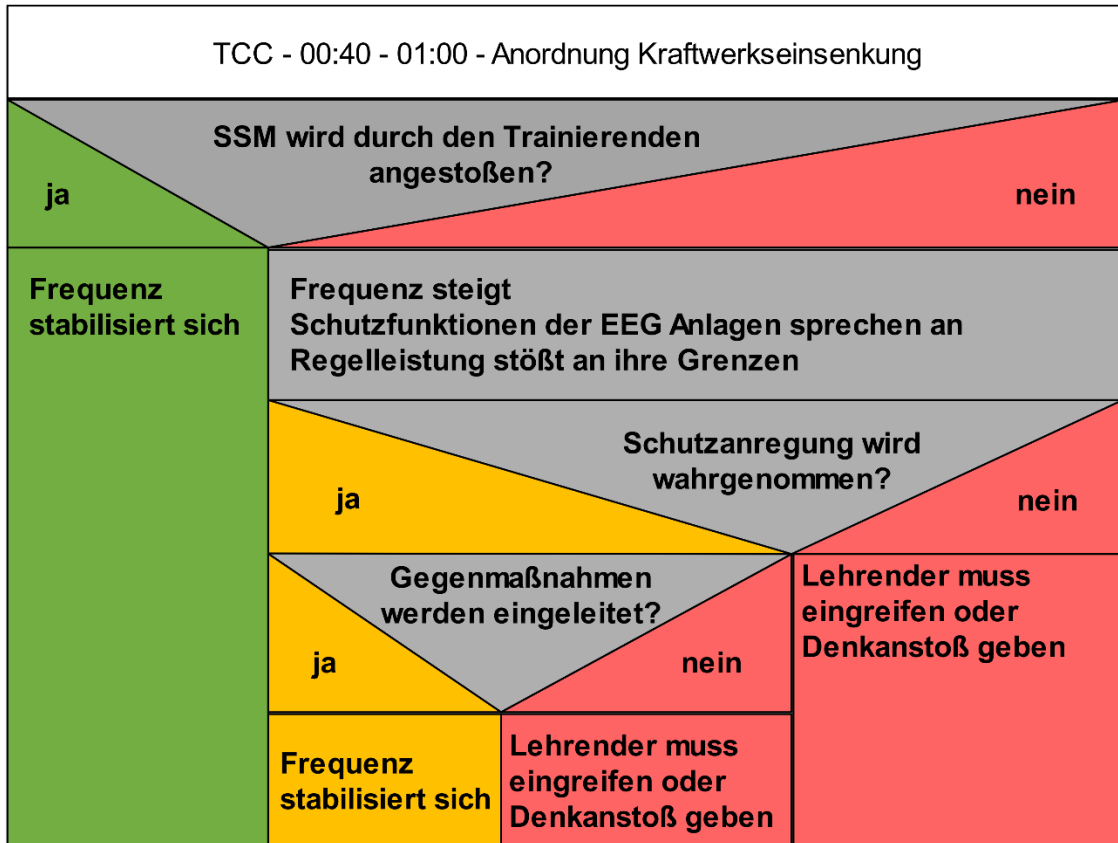 TCC - 00:40 - 01:00 - Anordnung Kraftwerkseinsenkung
SSM wird durch den Trainierenden
angestoßen?
ja
nein
Frequenz
stabilisiert sich
Frequenz steigt
Schutzfunktionen der EEG Anlagen sprechen an
Regelleistung stößt an ihre Grenzen
Schutzanregung wird
wahrgenommen?
ja
nein
Gegenmaßnahmen
werden eingeleitet?
ja
nein
Lehrender muss
eingreifen oder
Denkanstoß geben
Frequenz
stabilisiert sich
Lehrender muss
eingreifen oder
Denkanstoß geben